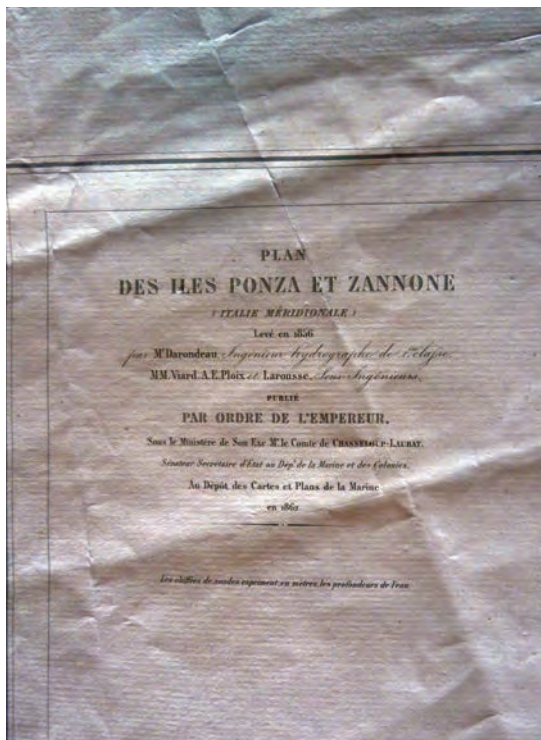 PLAN
DES ILES PONZA ET ZANNONE
(ITALIE MÉRIDIONALE)
Levé en 1856
par Mr Darondeau, Ingénieur hydrographe de 1re classe.
MM. Viard, A.E. Ploix et Larousse, Sous-Ingénieurs,
PUBLIÉ
PAR ORDRE DE L'EMPEREUR.
Sous le Ministère de Son Exc. Mr le Comte de CHASSELOUP-LAUBAT.
Sénateur Secrétaire d'État au Dept de la Marine et des Colonies.
Au Dépôt des Cartes et Plans de la Marine
en
Les chiffres de sondes expriment en mètres, les profondeurs de l'eau